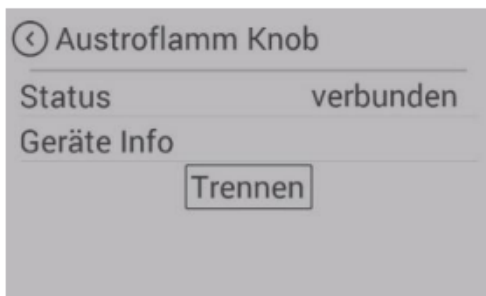 Austroflamm Knob
Status verbunden
Geräte Info
Trennen